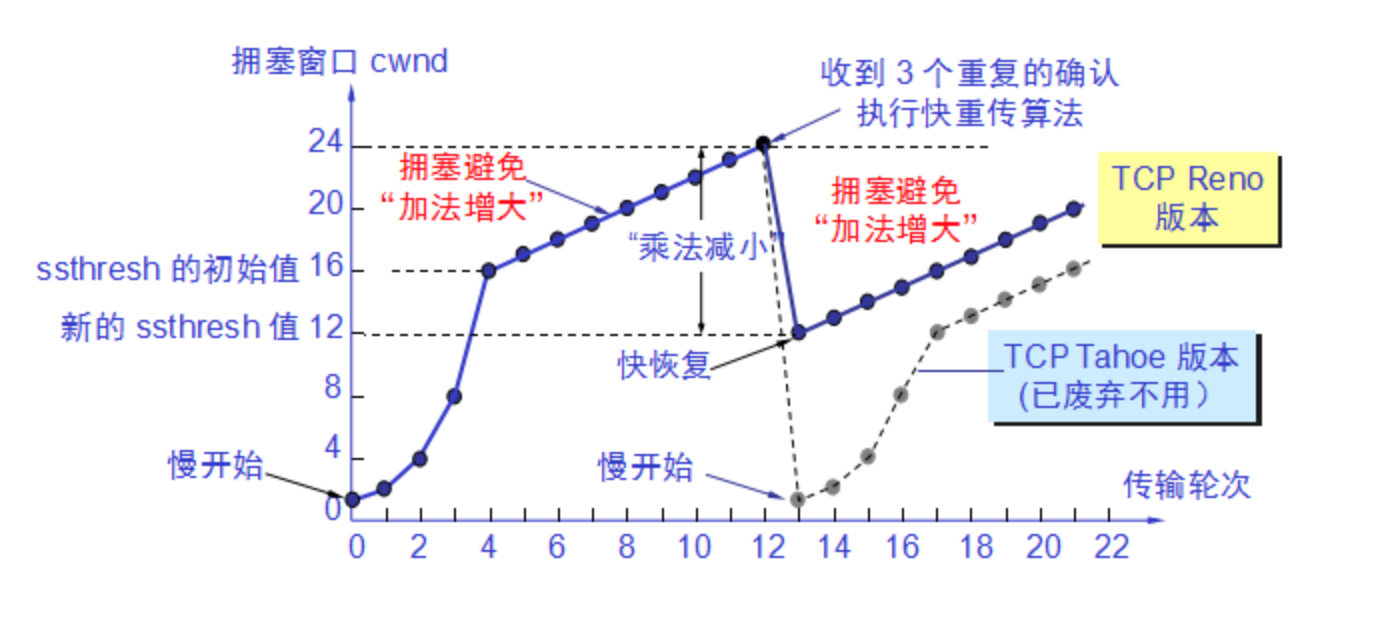 拥塞窗口 cwnd
收到 3 个重复的确认
执行快重传算法
24
拥塞避免
“加法增大”
拥塞避免
“加法增大”
TCP Reno
版本
20
“乘法减小”
ssthresh 的初始值 16
新的 ssthresh 值 12
快恢复
TCP Tahoe 版本
(已废弃不用）
8
4
慢开始
慢开始
传输轮次
0
0 2 4 6 8 10 12 14 16 18 20 22